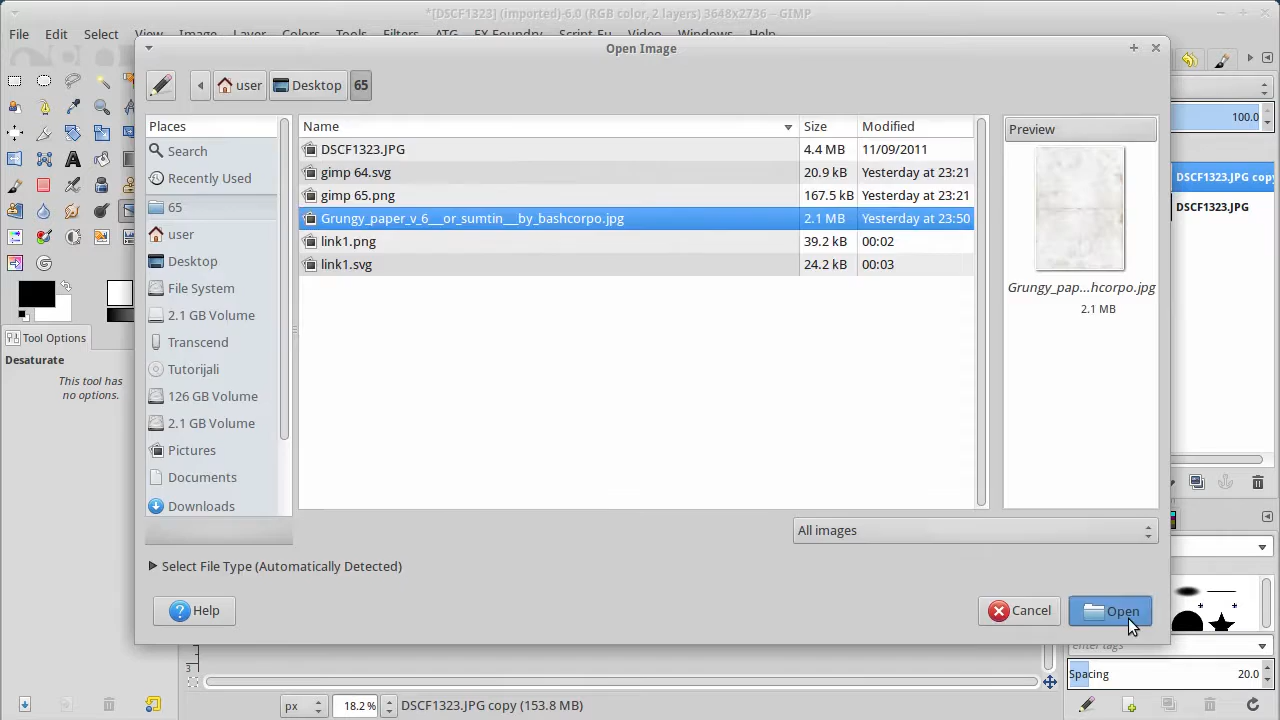 *[DSCF1323] (imported)-6.0 (RGB color, 2 layers) 3648x2736 – GIMP
File Edit Select View Image Layer Colors Tools Filters ATG FX-Foundry Script-Fu Video Windows Help
Open Image
user Desktop 65
Places
Search
Recently Used
65
user
Desktop
File System
2.1 GB Volume
Transcend
Tutorijali
126 GB Volume
2.1 GB Volume
Pictures
Documents
Downloads
Name Size Modified
DSCF1323.JPG 4.4 MB 11/09/2011
gimp 64.svg 20.9 kB Yesterday at 23:21
gimp 65.png 167.5 kB Yesterday at 23:21
Grungy_paper_v_6__or_sumtin__by_bashcorpo.jpg 2.1 MB Yesterday at 23:50
link1.png 39.2 kB 00:02
link1.svg 24.2 kB 00:03
Preview
Grungy_pap...hcorpo.jpg
2.1 MB
All images
Select File Type (Automatically Detected)
Help Cancel Open
Tool Options
Desaturate
This tool has
no options.
100.0
DSCF1323.JPG copy
DSCF1323.JPG
enter tags
Spacing 20.0
3
px 18.2% DSCF1323.JPG copy (153.8 MB)